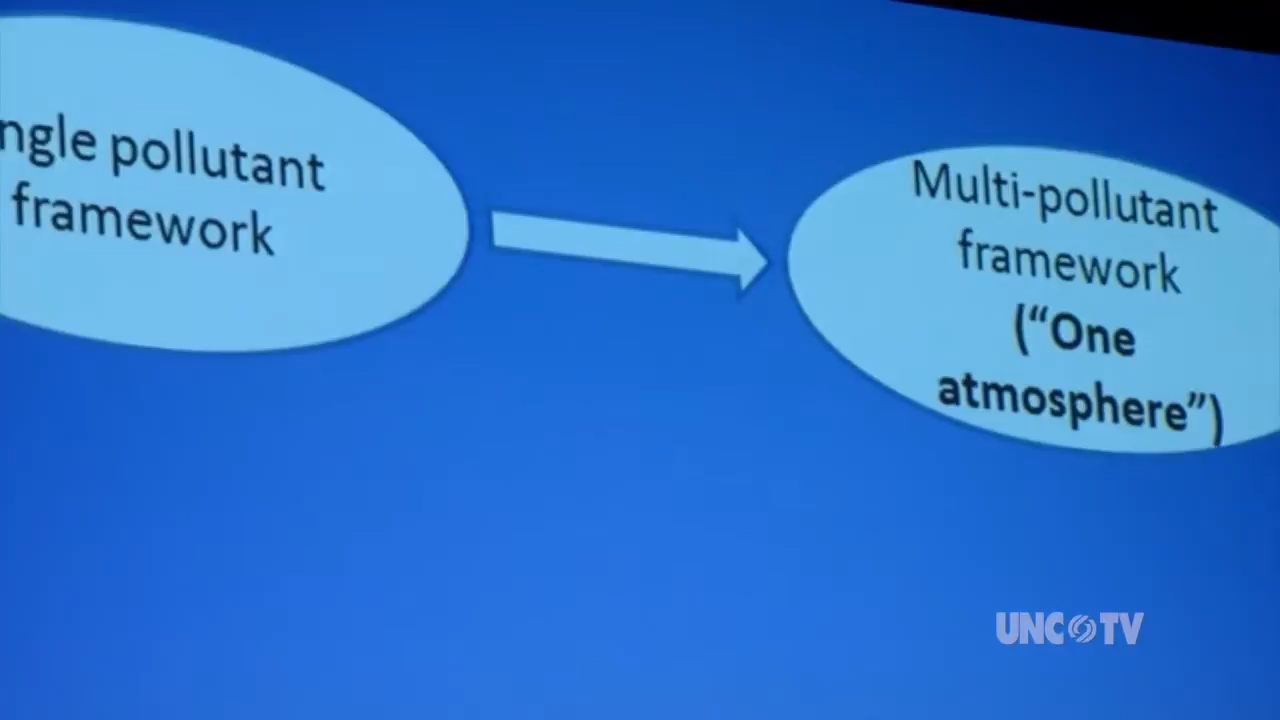 ngle pollutant
framework
Multi-pollutant
framework
(“One
atmosphere”)
UNC TV